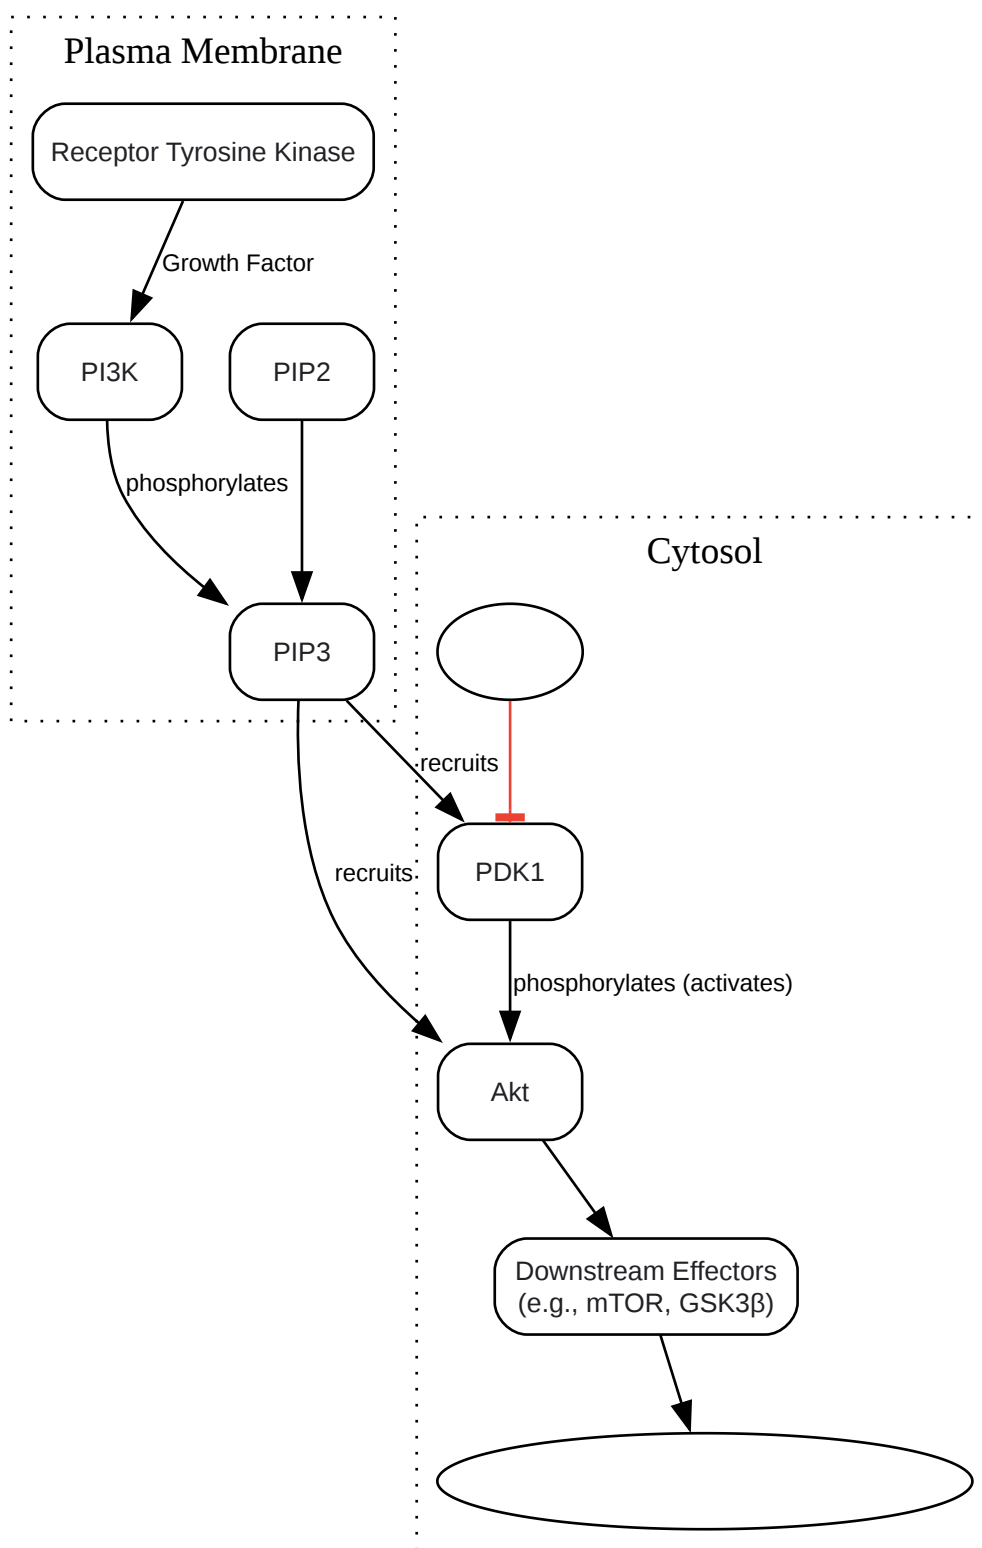 Plasma Membrane
Receptor Tyrosine Kinase
Growth Factor
PI3K
PIP2
phosphorylates
Cytosol
PIP3
recruits
recruits
PDK1
phosphorylates (activates)
Akt
Downstream Effectors
(e.g., mTOR, GSK3β)